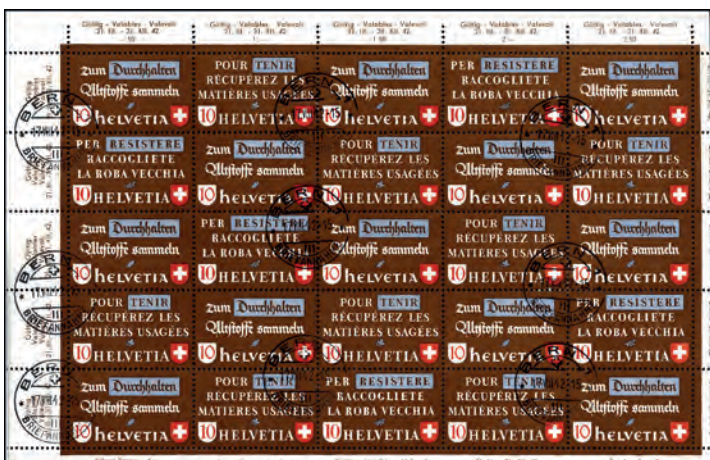 Gültig - Valables - Valevoli
Gültig - Valables - Valevoli
Gültig - Valables - Valevoli
Gültig - Valables - Valevoli
Gültig - Valables - Valevoli
zum Durchhalten
Altstoffe sammeln
10 HELVETIA
POUR TENIR
RÉCUPÉREZ LES
MATIÈRES USAGÉES
10 HELVETIA
zum Durchhalten
Altstoffe sammeln
10 HELVETIA
PER RESISTERE
RACCOGLIETE
LA ROBA VECCHIA
10 HELVETIA
zum Durchhalten
Altstoffe sammeln
10 HELVETIA
PER RESISTERE
RACCOGLIETE
LA ROBA VECCHIA
10 HELVETIA
zum Durchhalten
Altstoffe sammeln
10 HELVETIA
POUR TENIR
RÉCUPÉREZ LES
MATIÈRES USAGÉES
10 HELVETIA
zum Durchhalten
Altstoffe sammeln
10 HELVETIA
POUR TENIR
RÉCUPÉREZ LES
MATIÈRES USAGÉES
10 HELVETIA
zum Durchhalten
Altstoffe sammeln
10 HELVETIA
PER RESISTERE
RACCOGLIETE
LA ROBA VECCHIA
10 HELVETIA
zum Durchhalten
Altstoffe sammeln
10 HELVETIA
POUR TENIR
RÉCUPÉREZ LES
MATIÈRES USAGÉES
10 HELVETIA
zum Durchhalten
Altstoffe sammeln
10 HELVETIA
POUR TENIR
RÉCUPÉREZ LES
MATIÈRES USAGÉES
10 HELVETIA
zum Durchhalten
Altstoffe sammeln
10 HELVETIA
POUR TENIR
RÉCUPÉREZ LES
MATIÈRES USAGÉES
10 HELVETIA
zum Durchhalten
Altstoffe sammeln
10 HELVETIA
PER RESISTERE
RACCOGLIETE
LA ROBA VECCHIA
10 HELVETIA
zum Durchhalten
Altstoffe sammeln
10 HELVETIA
POUR TENIR
RÉCUPÉREZ LES
MATIÈRES USAGÉES
10 HELVETIA
PER RESISTERE
RACCOGLIETE
LA ROBA VECCHIA
10 HELVETIA
POUR TENIR
RÉCUPÉREZ LES
MATIÈRES USAGÉES
10 HELVETIA
zum Durchhalten
Altstoffe sammeln
10 HELVETIA
BERN
BERN
BERN
BERN
BERN